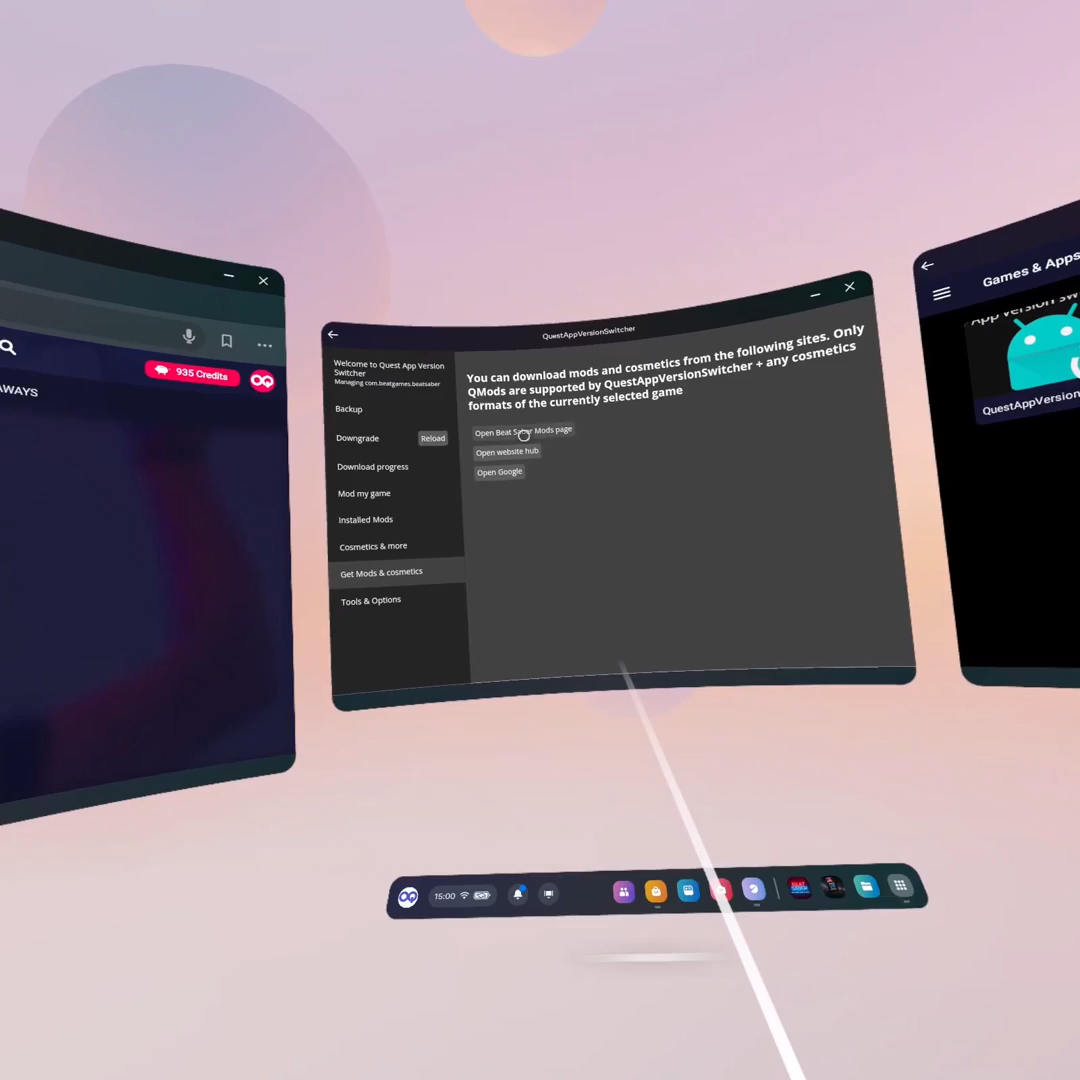 935 Credits
AWAYS
QuestAppVersionSwitcher
Welcome to Quest App Version
Switcher
Managing com.beatgames.beatsaber
Backup
Downgrade
Reload
Download progress
Mod my game
Installed Mods
Cosmetics & more
Get Mods & cosmetics
Tools & Options
You can download mods and cosmetics from the following sites. Only
QMods are supported by QuestAppVersionSwitcher + any cosmetics
formats of the currently selected game
Open Beat Saber Mods page
Open website hub
Open Google
Games & Apps
App Version Sw
QuestAppVersion
15:00